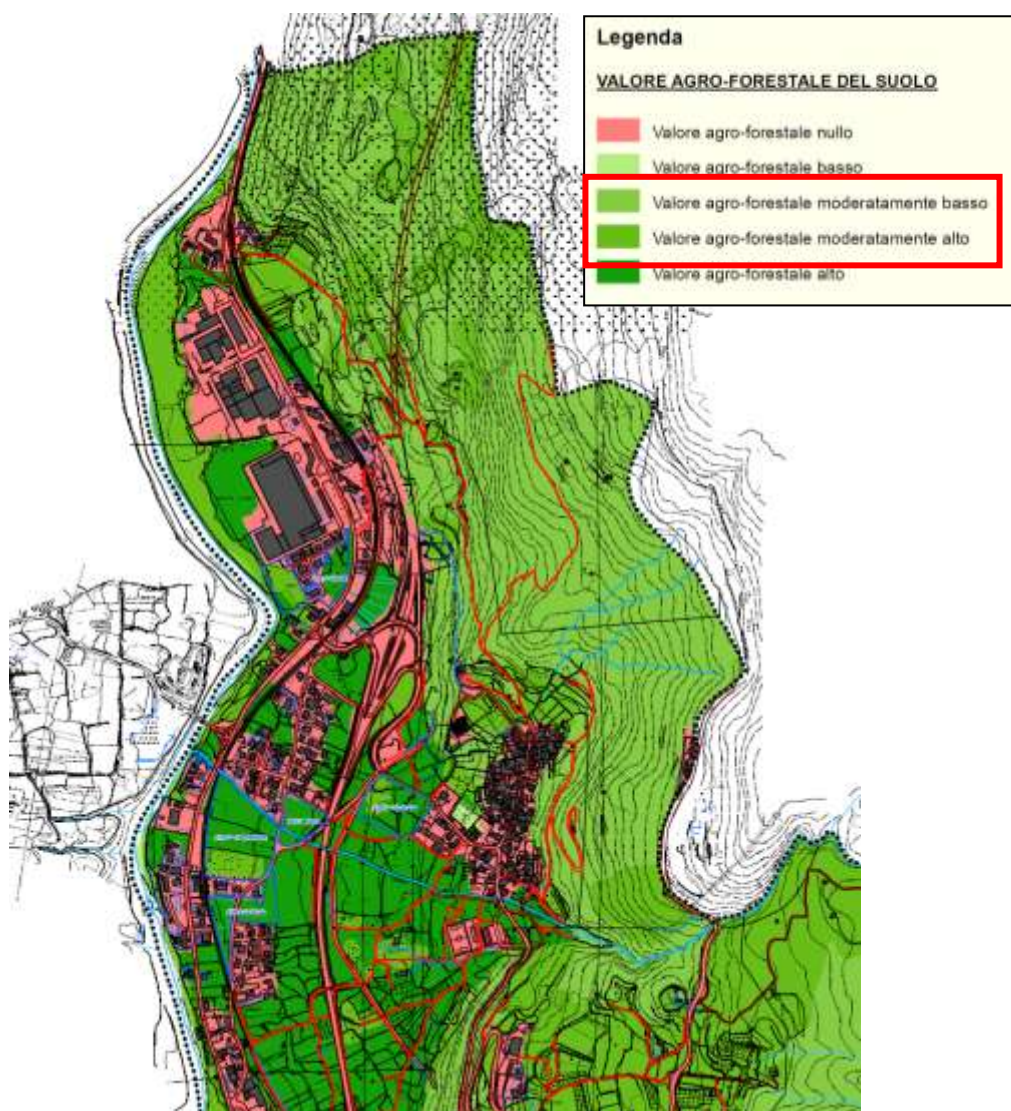 Legenda
VALORE AGRO-FORESTALE DEL SUOLO
Valore agro-forestale nullo
Valore agro-forestale basso
Valore agro-forestale moderatamente basso
Valore agro-forestale moderatamente alto
Valore agro-forestale alto